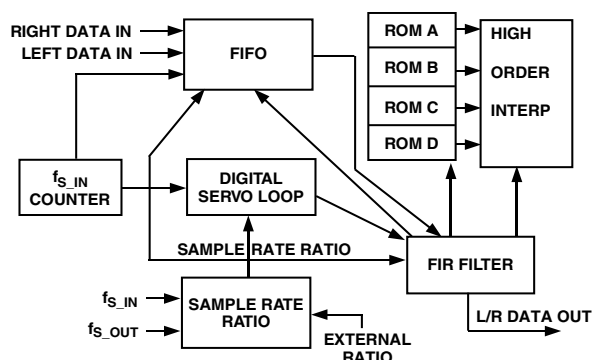 RIGHT DATA IN
LEFT DATA IN
FIFO
ROM A
ROM B
ROM C
ROM D
HIGH
ORDER
INTERP
fS_IN
COUNTER
DIGITAL
SERVO LOOP
SAMPLE RATE RATIO
FIR FILTER
fS_IN
fS_OUT
SAMPLE RATE
RATIO
EXTERNAL
RATIO
L/R DATA OUT